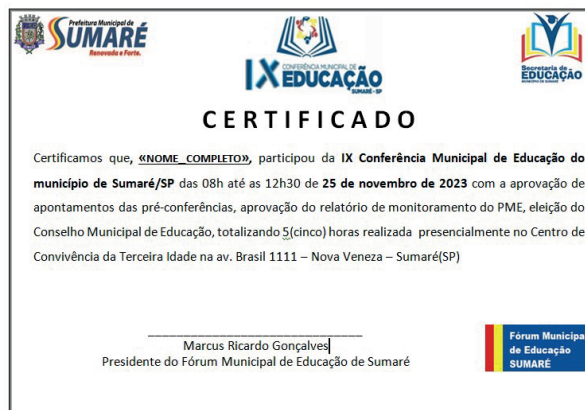 Prefeitura Municipal de
SUMARÉ
Renovada e Forte.
CONFERÊNCIA MUNICIPAL DE
IX EDUCAÇÃO
SUMARÉ - SP
Secretaria de
EDUCAÇÃO
MUNICÍPIO DE SUMARÉ
CERTIFICADO
Certificamos que, «NOME_COMPLETO», participou da IX Conferência Municipal de Educação do
município de Sumaré/SP das 08h até as 12h30 de 25 de novembro de 2023 com a aprovação de
apontamentos das pré-conferências, aprovação do relatório de monitoramento do PME, eleição do
Conselho Municipal de Educação, totalizando 5(cinco) horas realizada presencialmente no Centro de
Convivência da Terceira Idade na av. Brasil 1111 – Nova Veneza – Sumaré(SP)
Marcus Ricardo Gonçalves
Presidente do Fórum Municipal de Educação de Sumaré
Fórum Municipa
de Educação
SUMARÉ